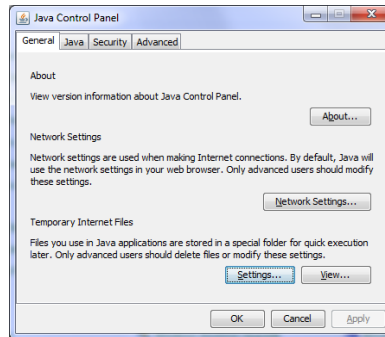 Java Control Panel
General Java Security Advanced
About
View version information about Java Control Panel.
About...
Network Settings
Network settings are used when making Internet connections. By default, Java will
use the network settings in your web browser. Only advanced users should modify
these settings.
Network Settings...
Temporary Internet Files
Files you use in Java applications are stored in a special folder for quick execution
later. Only advanced users should delete files or modify these settings.
Settings... View...
OK Cancel Apply